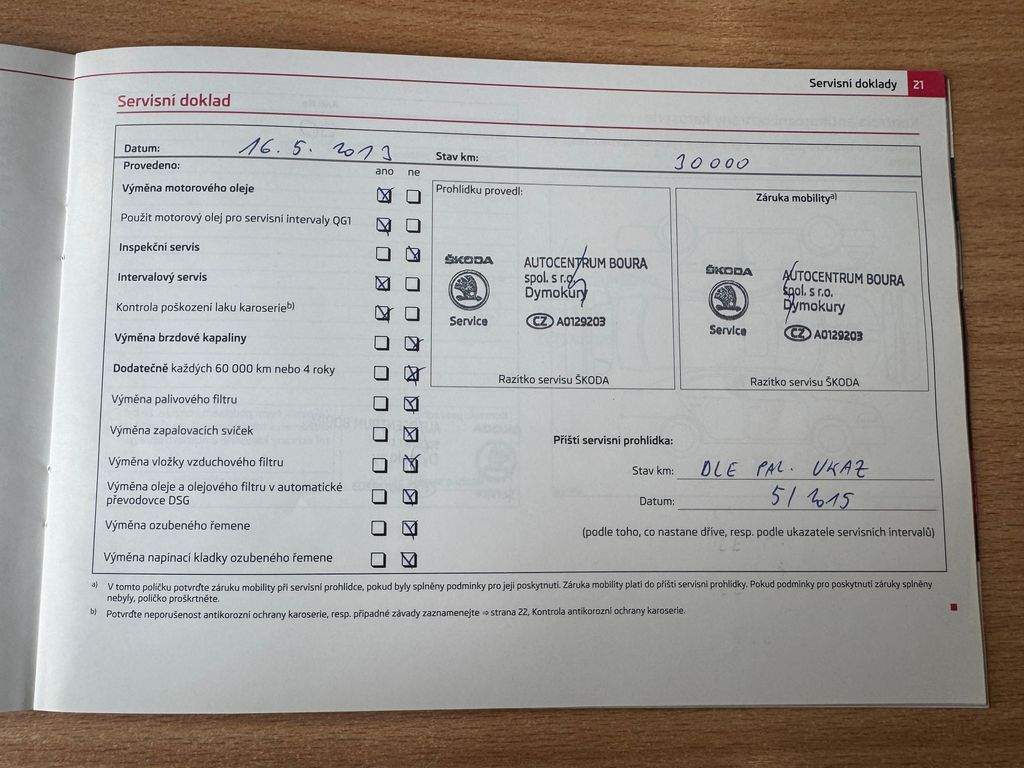 Servisní doklady 21
Servisní doklad
Datum: 16. 5. 2013 Stav km: 30000
Provedeno: ano ne
Výměna motorového oleje
Použit motorový olej pro servisní intervaly QG1
Inspekční servis
Intervalový servis
Kontrola poškození laku karoserieb)
Výměna brzdové kapaliny
Dodatečně každých 60 000 km nebo 4 roky
Výměna palivového filtru
Výměna zapalovacích svíček
Výměna vložky vzduchového filtru
Výměna oleje a olejového filtru v automatické
převodovce DSG
Výměna ozubeného řemene
Výměna napínací kladky ozubeného řemene
Prohlídku provedl:
ŠKODA
Service
AUTOCENTRUM BOURA
spol. s r.o.
Dymokury
CZ A0129203
Razítko servisu ŠKODA
Záruka mobilitya)
ŠKODA
Service
AUTOCENTRUM BOURA
spol. s r.o.
Dymokury
CZ A0129203
Razítko servisu ŠKODA
Příští servisní prohlídka:
Stav km: DLE PAL. UKAZ
Datum: 5/2015
(podle toho, co nastane dříve, resp. podle ukazatele servisních intervalů)
a) V tomto políčku potvrďte záruku mobility při servisní prohlídce, pokud byly splněny podmínky pro její poskytnutí. Záruka mobility platí do příští servisní prohlídky. Pokud podmínky pro poskytnutí záruky splněny
nebyly, políčko proškrtněte.
b) Potvrďte neporušenost antikorozní ochrany karoserie, resp. případné závady zaznamenejte ⇒ strana 22, Kontrola antikorozní ochrany karoserie.